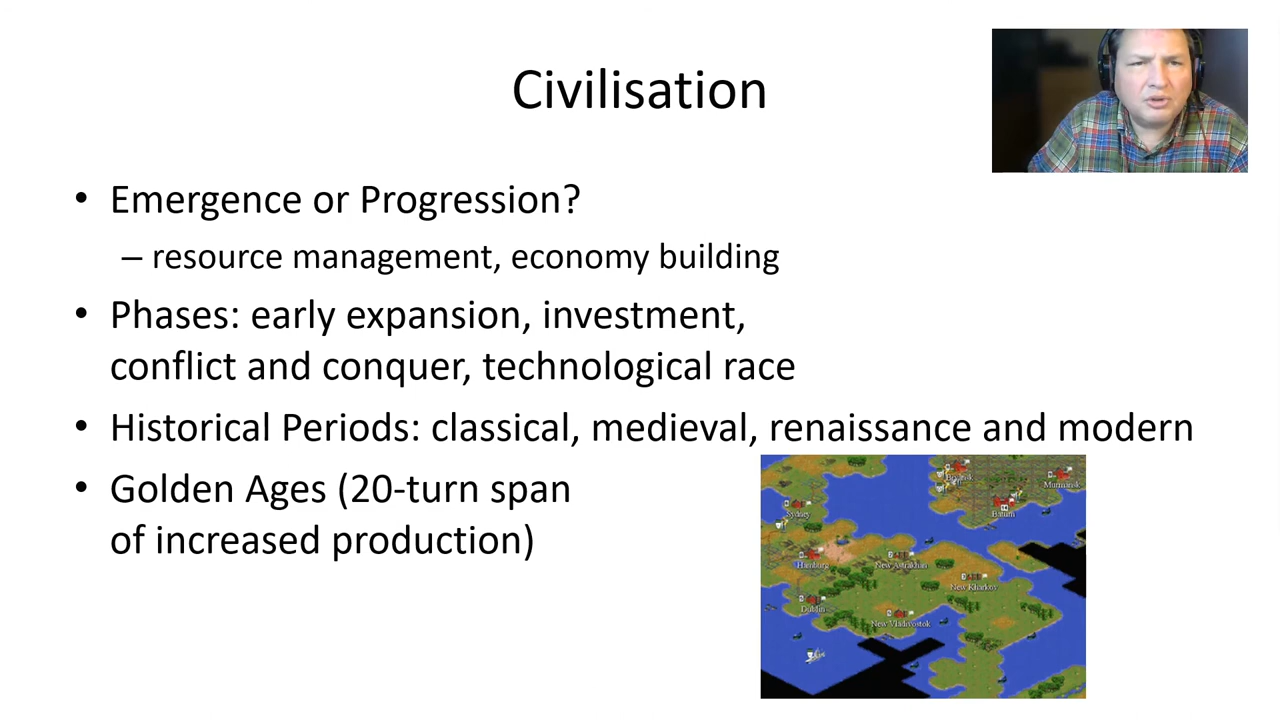 Civilisation
• Emergence or Progression?
– resource management, economy building
• Phases: early expansion, investment,
conflict and conquer, technological race
• Historical Periods: classical, medieval, renaissance and modern
• Golden Ages (20-turn span
of increased production)
Bryansk
Murmansk
Sydney
Batum
Hamburg
New Astrakhan
New Kharkov
Dublin
New Vladivostok